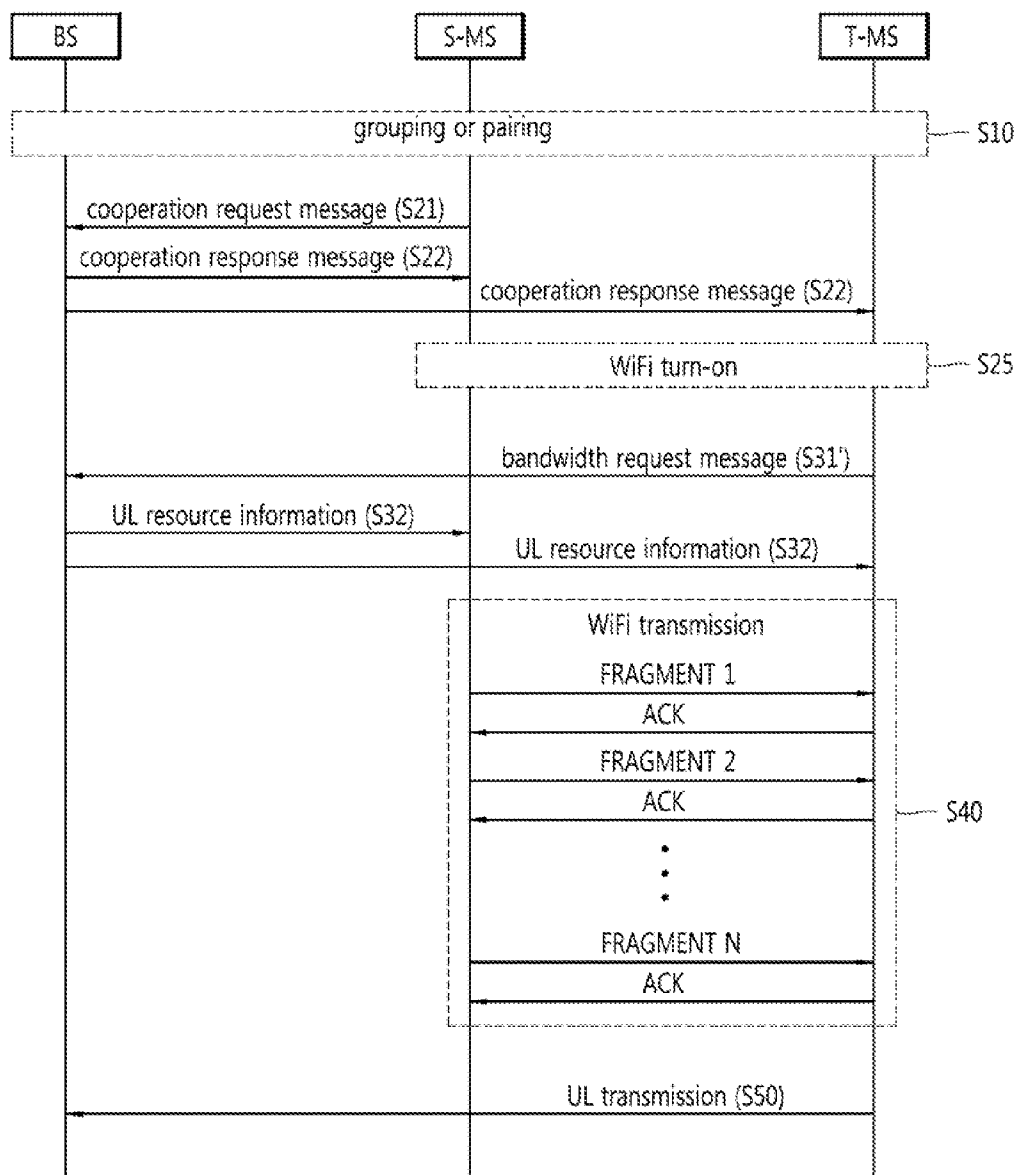 BS
S-MS
T-MS
grouping or pairing
S10
cooperation request message (S21)
cooperation response message (S22)
cooperation response message (S22)
WiFi turn-on
S25
bandwidth request message (S31')
UL resource information (S32)
UL resource information (S32)
WiFi transmission
FRAGMENT 1
ACK
FRAGMENT 2
ACK
S40
FRAGMENT N
ACK
UL transmission (S50)